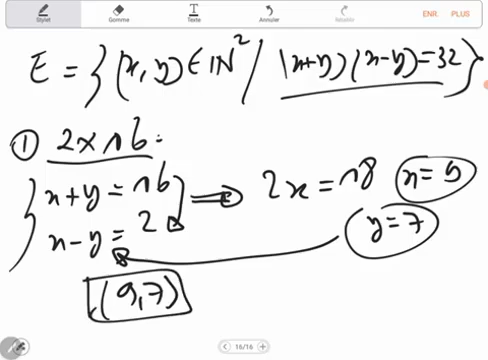 Stylet Gomme Texte Annuler Rétablir ENR. PLUS
E = {(x, y) ∈ IN² / (x+y)(x-y)=32}
① 2×16:
x+y=16 ⇒ 2x=18 x=9
x-y=2 y=7
(9,7)
16/16